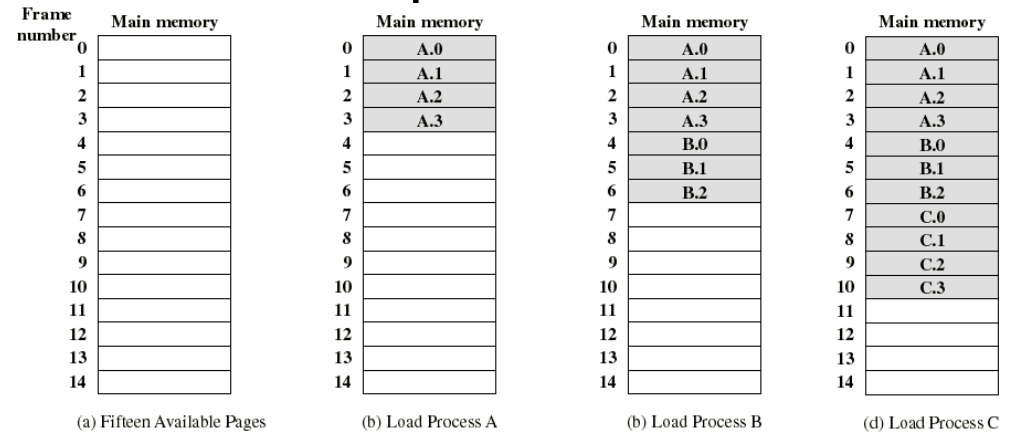 Frame number
Main memory
0
1
2
3
4
5
6
7
8
9
10
11
12
13
14
(a) Fifteen Available Pages
Main memory
0 A.0
1 A.1
2 A.2
3 A.3
4
5
6
7
8
9
10
11
12
13
14
(b) Load Process A
Main memory
0 A.0
1 A.1
2 A.2
3 A.3
4 B.0
5 B.1
6 B.2
7
8
9
10
11
12
13
14
(b) Load Process B
Main memory
0 A.0
1 A.1
2 A.2
3 A.3
4 B.0
5 B.1
6 B.2
7 C.0
8 C.1
9 C.2
10 C.3
11
12
13
14
(d) Load Process C